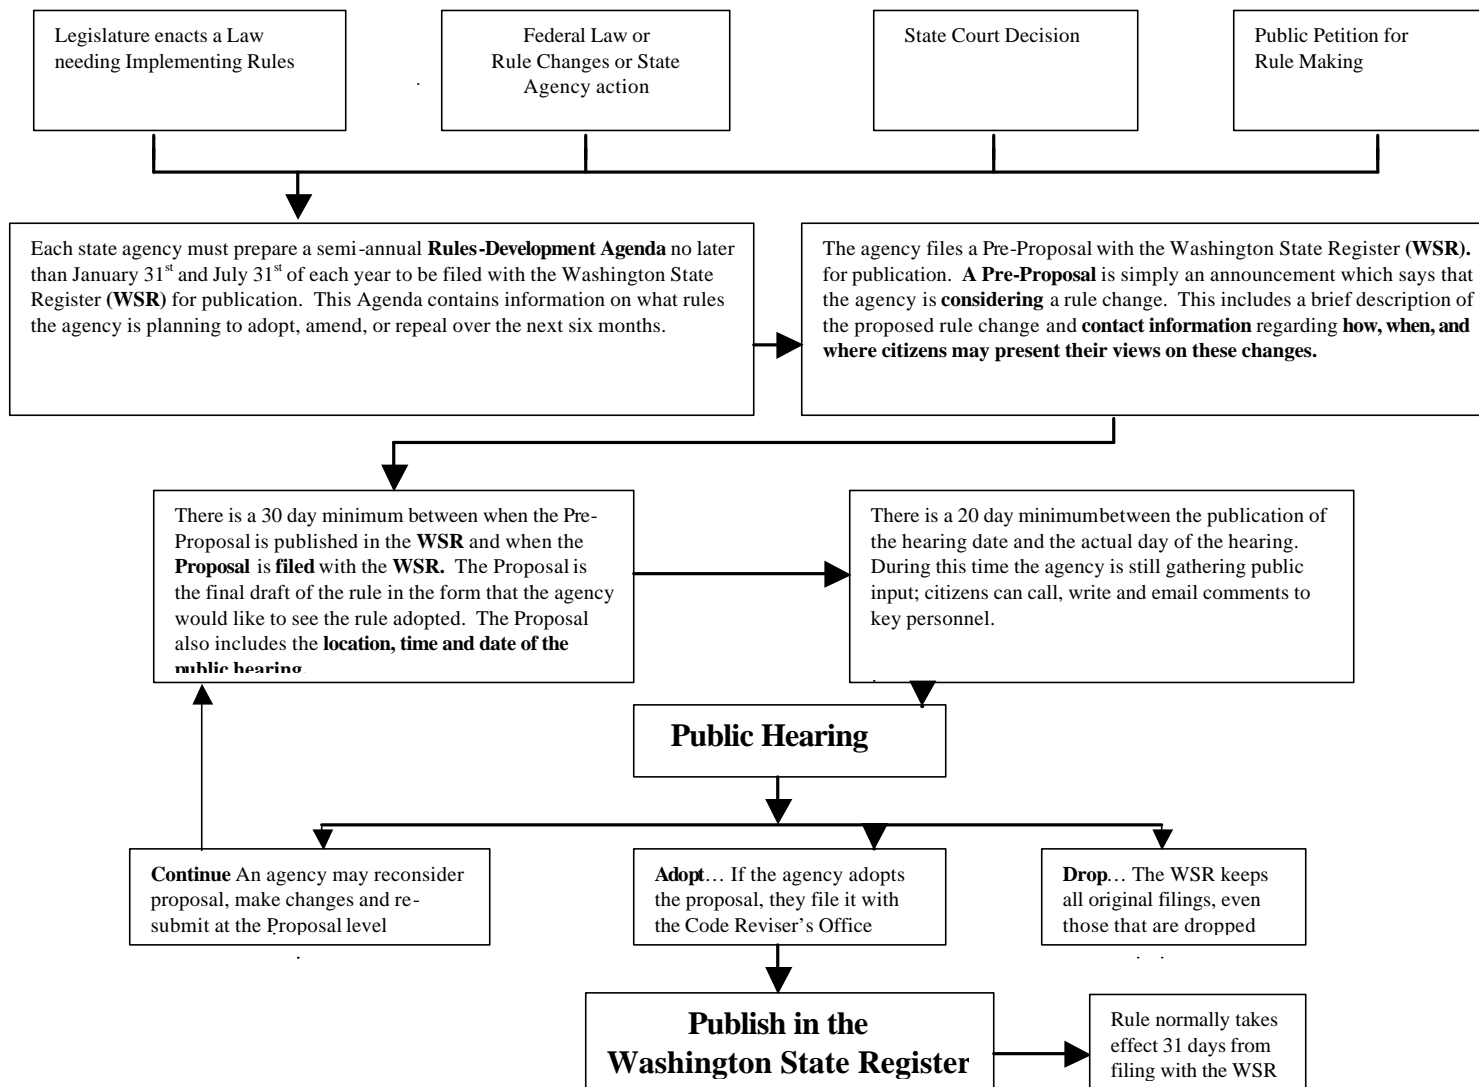 Legislature enacts a Law
needing Implementing Rules
Federal Law or
Rule Changes or State
Agency action
State Court Decision
Public Petition for
Rule Making
Each state agency must prepare a semi-annual Rules-Development Agenda no later
than January 31st and July 31st of each year to be filed with the Washington State
Register (WSR) for publication. This Agenda contains information on what rules
the agency is planning to adopt, amend, or repeal over the next six months.
The agency files a Pre-Proposal with the Washington State Register (WSR).
for publication. A Pre-Proposal is simply an announcement which says that
the agency is considering a rule change. This includes a brief description of
the proposed rule change and contact information regarding how, when, and
where citizens may present their views on these changes.
There is a 30 day minimum between when the Pre-
Proposal is published in the WSR and when the
Proposal is filed with the WSR. The Proposal is
the final draft of the rule in the form that the agency
would like to see the rule adopted. The Proposal
also includes the location, time and date of the
public hearing.
There is a 20 day minimumbetween the publication of
the hearing date and the actual day of the hearing.
During this time the agency is still gathering public
input; citizens can call, write and email comments to
key personnel.
Public Hearing
Continue An agency may reconsider
proposal, make changes and re-
submit at the Proposal level
Adopt… If the agency adopts
the proposal, they file it with
the Code Reviser's Office
Drop… The WSR keeps
all original filings, even
those that are dropped
Publish in the
Washington State Register
Rule normally takes
effect 31 days from
filing with the WSR